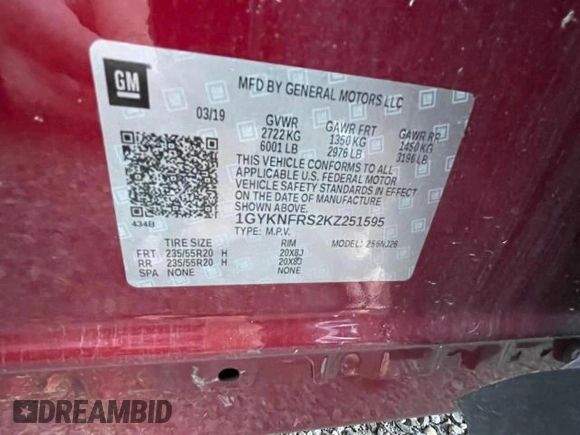 GM
MFD BY GENERAL MOTORS LLC
03/19
GVWR GAWR FRT GAWR RR
2722 KG 1350 KG 1450 KG
6001 LB 2976 LB 3196 LB
THIS VEHICLE CONFORMS TO ALL
APPLICABLE U.S. FEDERAL MOTOR
VEHICLE SAFETY STANDARDS IN EFFECT
ON THE DATE OF MANUFACTURE
SHOWN ABOVE.
1GYKNFRS2KZ251595
434B
TYPE: M.P.V. MODEL: 256NJ26
TIRE SIZE RIM
FRT 235/55R20 H 20X8J
RR 235/55R20 H 20X8J
SPA NONE NONE
DREAMBID